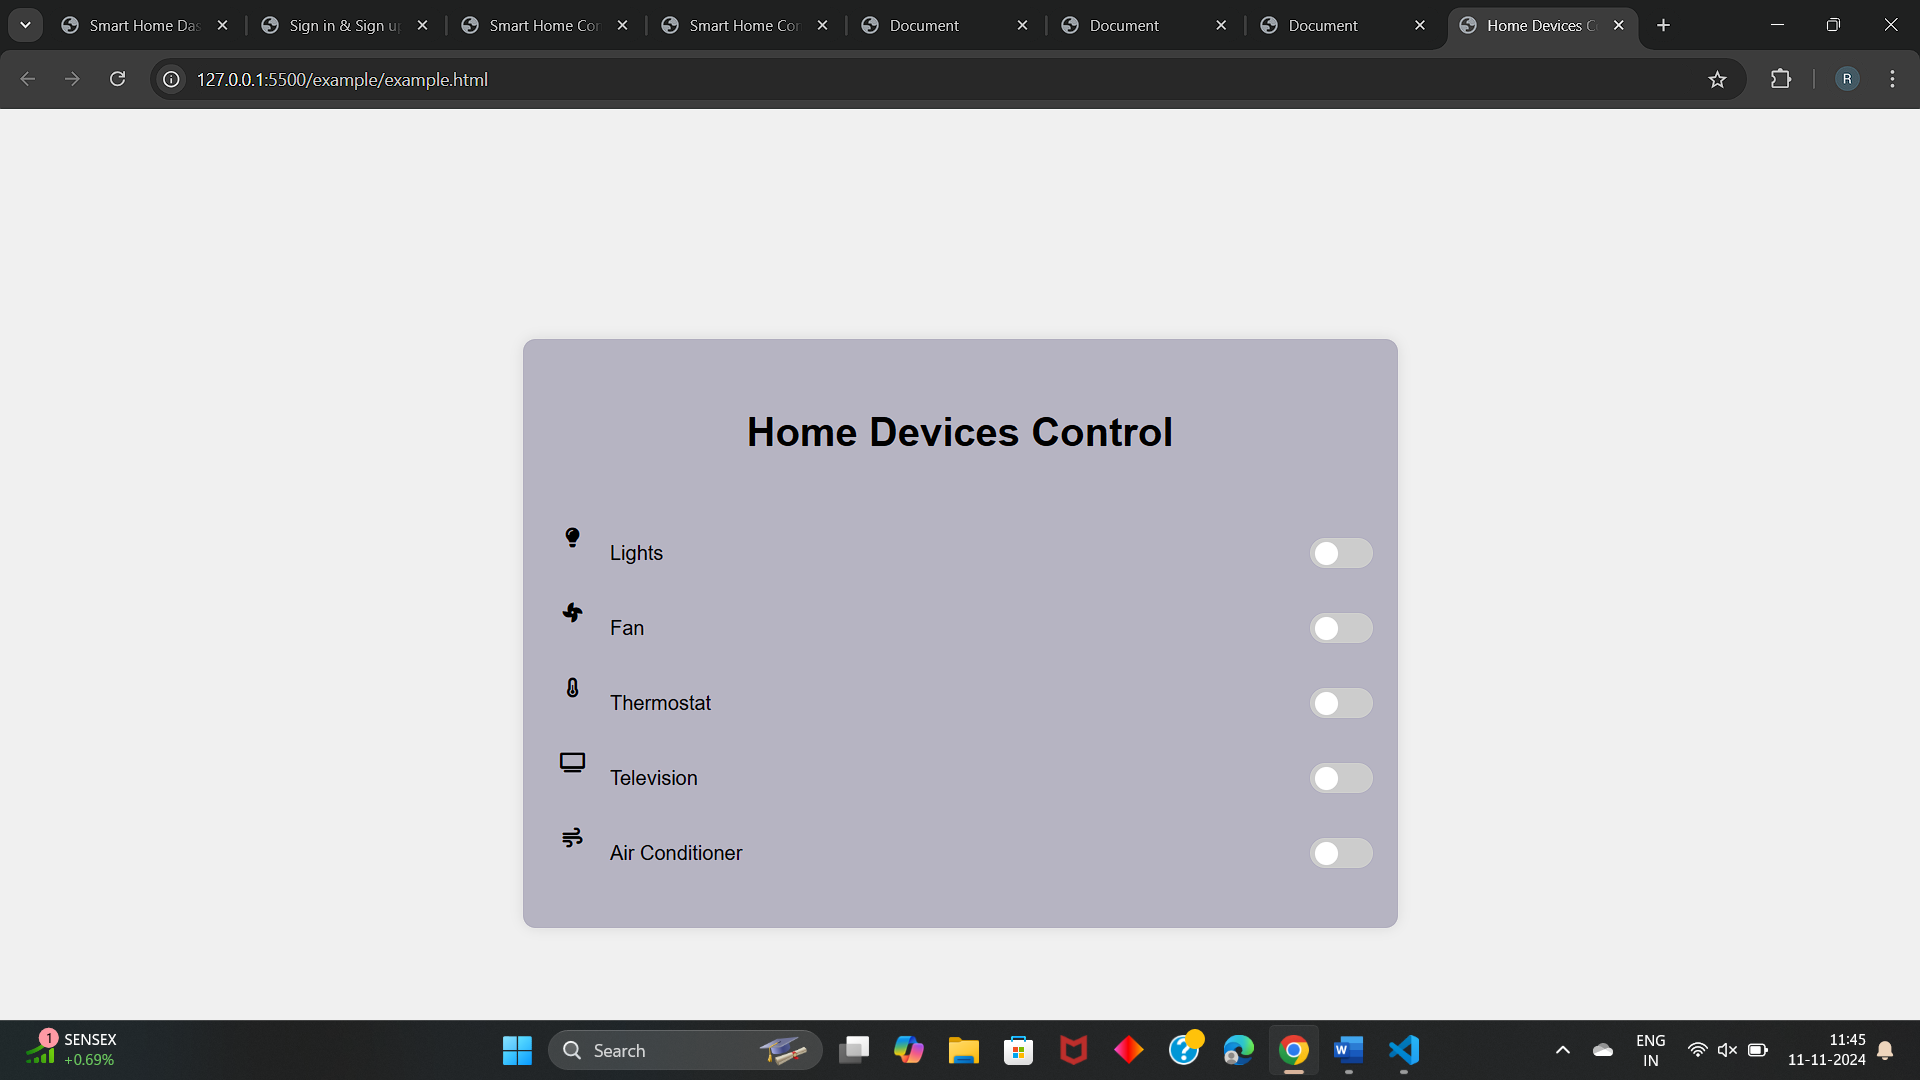 Smart Home Das
Sign in & Sign up
Smart Home Con
Smart Home Con
Document
Document
Document
Home Devices C
127.0.0.1:5500/example/example.html
R
Home Devices Control
Lights
Fan
Thermostat
Television
Air Conditioner
1
SENSEX
+0.69%
Search
W
ENG
IN
11:45
11-11-2024